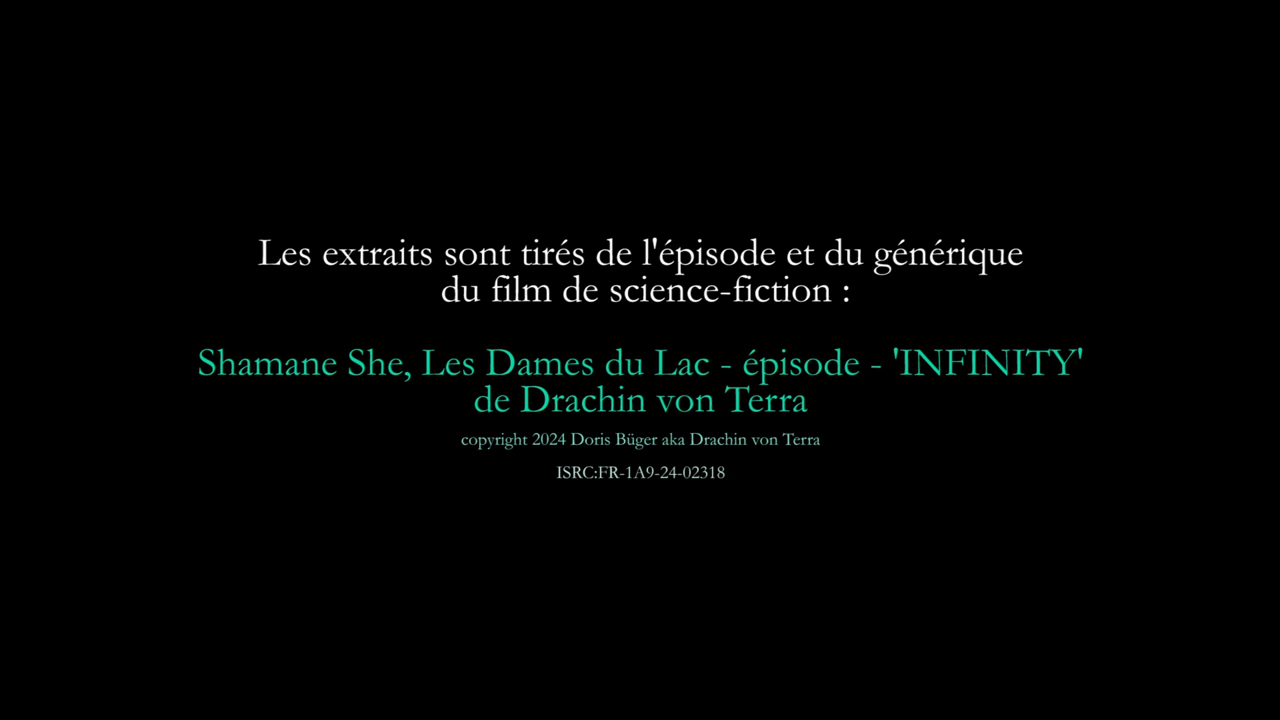 Les extraits sont tirés de l'épisode et du générique
du film de science-fiction :
Shamane She, Les Dames du Lac - épisode - 'INFINITY'
de Drachin von Terra
copyright 2024 Doris Büger aka Drachin von Terra
ISRC:FR-1A9-24-02318